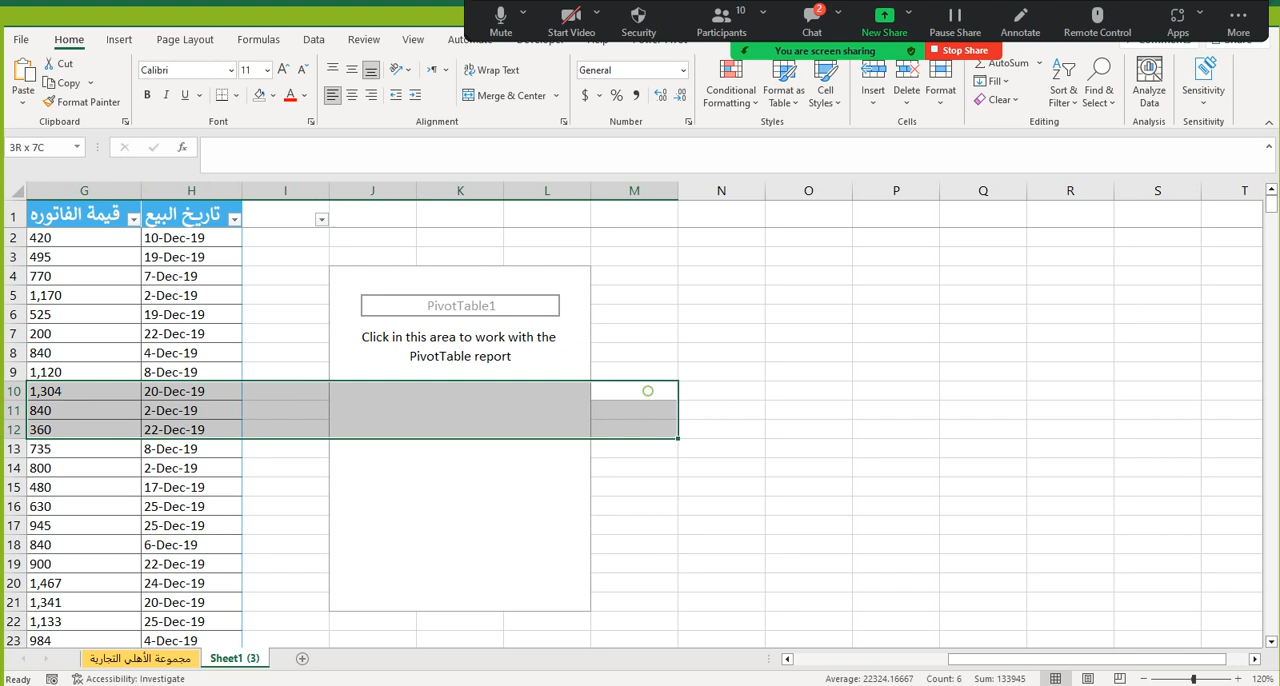 Mute
Start Video
Security
Participants 10
Chat 2
New Share
Pause Share
Annotate
Remote Control
Apps
More
You are screen sharing
Stop Share
File Home Insert Page Layout Formulas Data Review View
Paste
Cut
Copy
Format Painter
Clipboard
Calibri 11
B I U
Font
Wrap Text
Merge & Center
Alignment
General
$ % 9
Number
Conditional Formatting
Format as Table
Cell Styles
Styles
Insert Delete Format
Cells
AutoSum
Fill
Clear
Sort & Filter
Find & Select
Editing
Analyze Data
Analysis
Sensitivity
Sensitivity
3R x 7C
fx
G H I J K L M N O P Q R S T
1 قيمة الفاتوره تاريخ البيع
2 420 10-Dec-19
3 495 19-Dec-19
4 770 7-Dec-19
5 1,170 2-Dec-19
6 525 19-Dec-19
7 200 22-Dec-19
8 840 4-Dec-19
9 1,120 8-Dec-19
10 1,304 20-Dec-19
11 840 2-Dec-19
12 360 22-Dec-19
13 735 8-Dec-19
14 800 2-Dec-19
15 480 17-Dec-19
16 630 25-Dec-19
17 945 25-Dec-19
18 840 6-Dec-19
19 900 22-Dec-19
20 1,467 24-Dec-19
21 1,341 20-Dec-19
22 1,133 25-Dec-19
23 984 4-Dec-19
PivotTable1
Click in this area to work with the
PivotTable report
مجموعة الأهلي التجارية
Sheet1 (3)
Ready
Accessibility: Investigate
Average: 22324.16667 Count: 6 Sum: 133945
120%